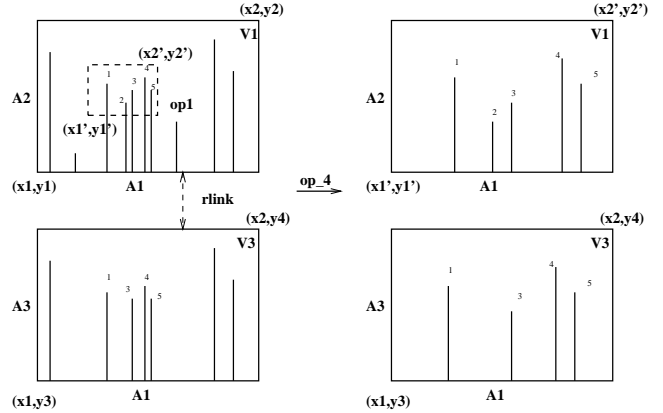 (x2,y2)
(x2',y2')
V1
V1
(x2',y2')
1
4
3
5
2
op1
1
4
5
3
2
A2
A2
(x1',y1')
(x1,y1)
A1
(x1',y1')
A1
rlink
op_4
(x2,y4)
(x2,y4)
V3
V3
1
4
3
5
1
4
5
3
A3
A3
(x1,y3)
A1
(x1,y3)
A1